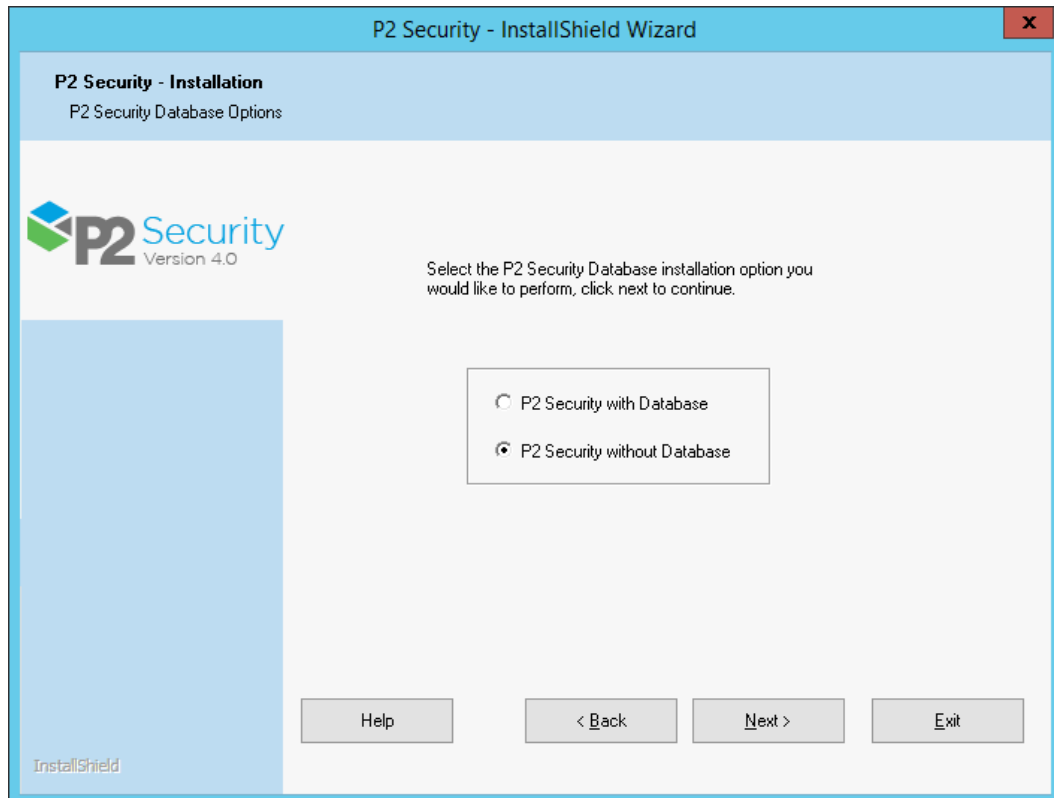 P2 Security - InstallShield Wizard
x
P2 Security - Installation
P2 Security Database Options
P2 Security
Version 4.0
Select the P2 Security Database installation option you
would like to perform, click next to continue.
P2 Security with Database
P2 Security without Database
Help
< Back
Next >
Exit
InstallShield